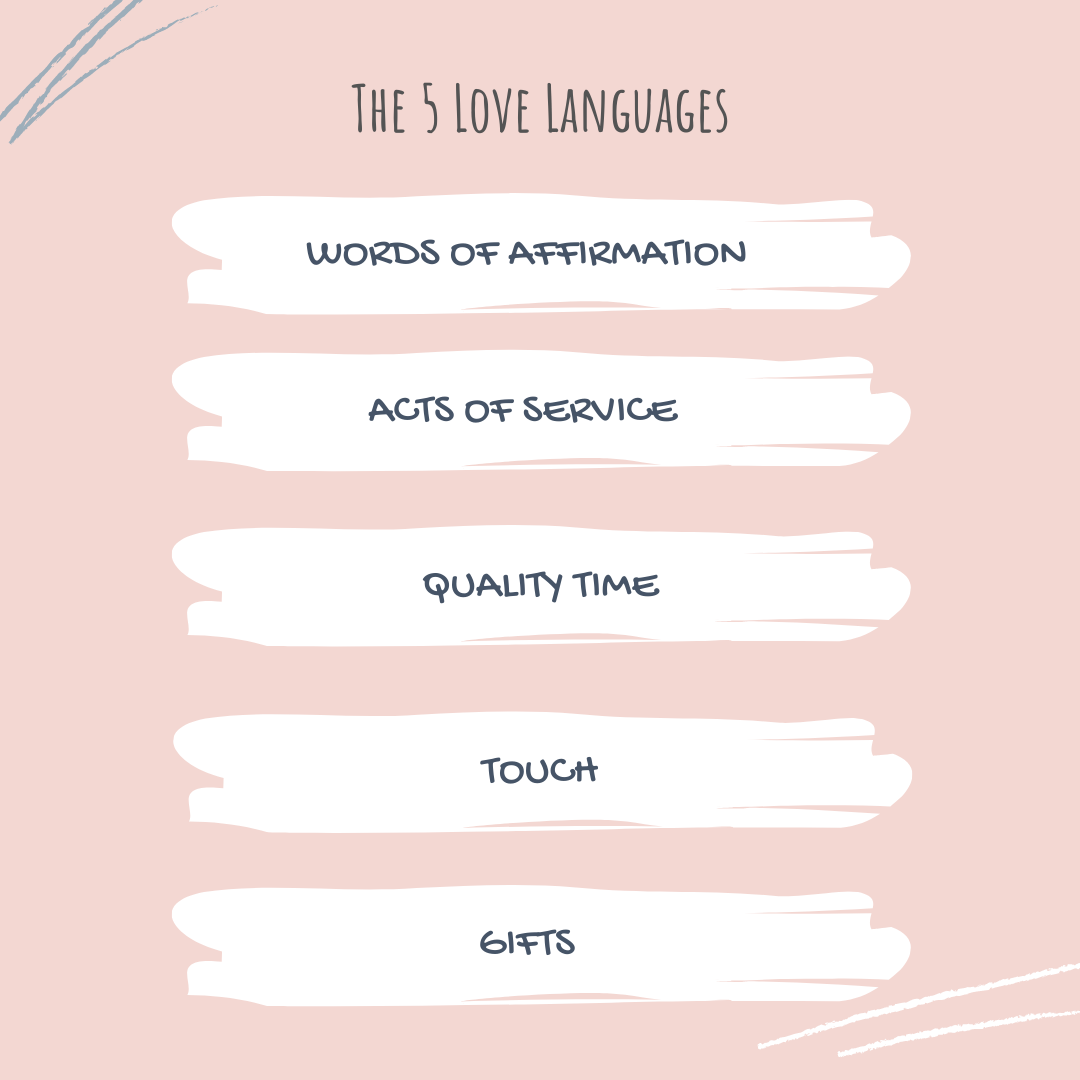 The 5 Love Languages
WORDS OF AFFIRMATION
ACTS OF SERVICE
QUALITY TIME
TOUCH
GIFTS